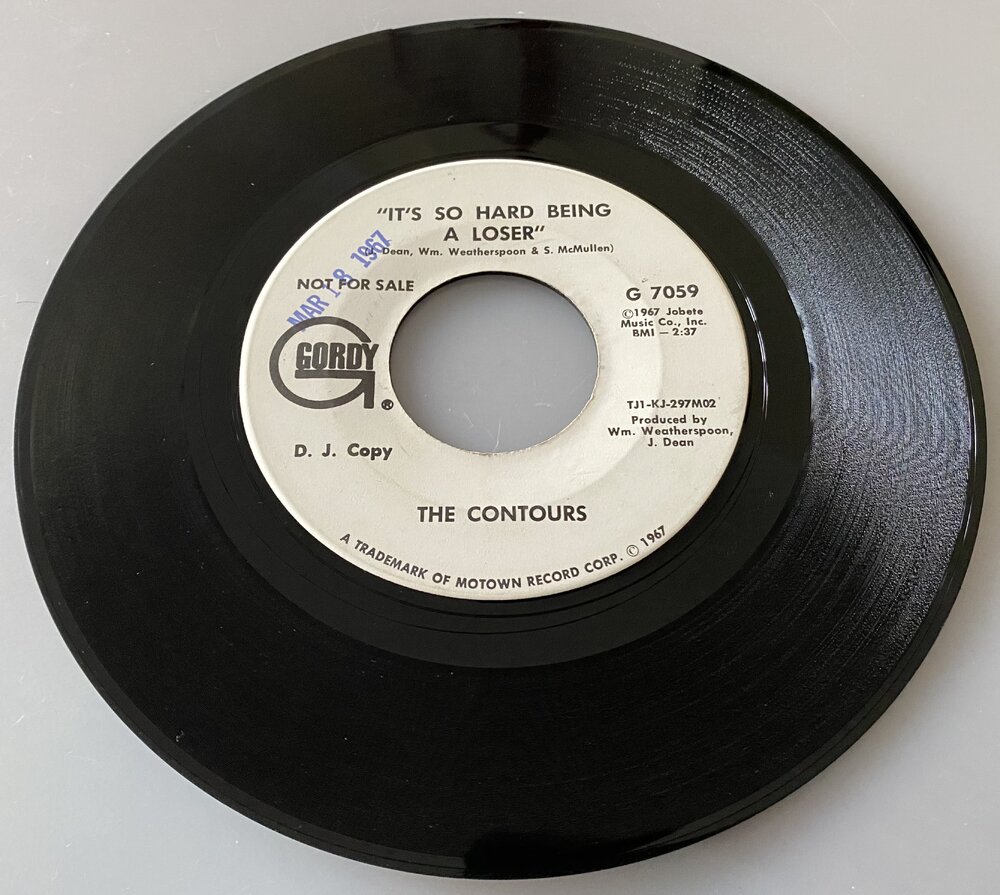 "IT'S SO HARD BEING
A LOSER"
Dean, Wm. Weatherspoon & S. McMullen)
MAR 18 1967
NOT FOR SALE
G 7059
©1967 Jobete
Music Co., Inc.
BMI — 2:37
GORDY
®
TJ1-KJ-297M02
Produced by
Wm. Weatherspoon,
J. Dean
D. J. Copy
THE CONTOURS
A TRADEMARK OF MOTOWN RECORD CORP. © 1967